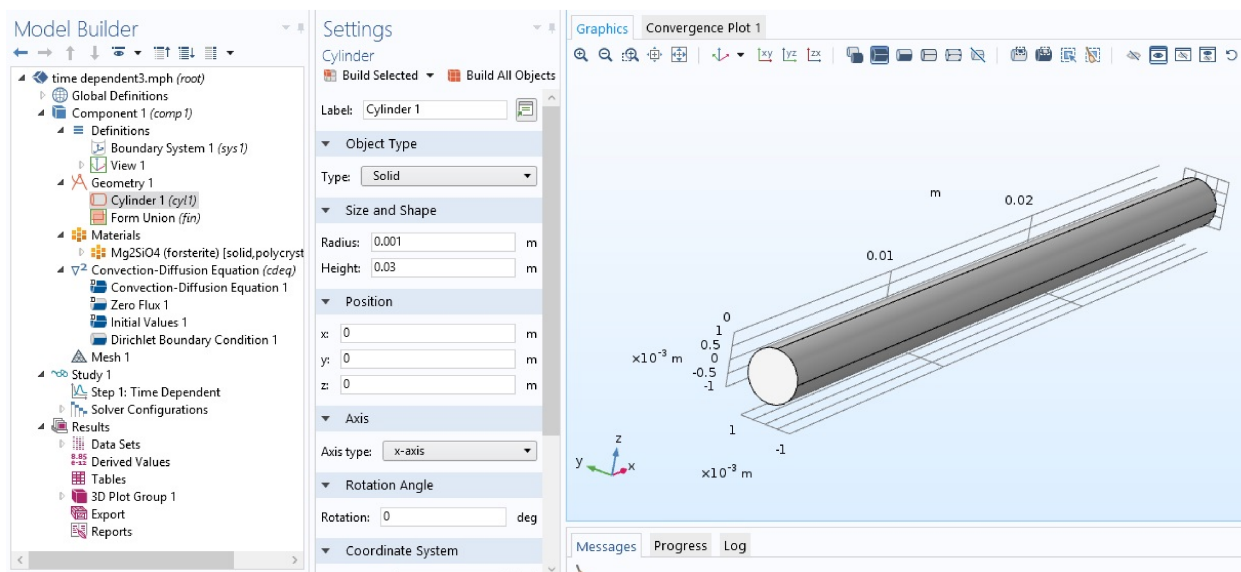 Model Builder
time dependent3.mph (root)
Global Definitions
Component 1 (comp1)
Definitions
Boundary System 1 (sys1)
View 1
Geometry 1
Cylinder 1 (cyl1)
Form Union (fin)
Materials
Mg2SiO4 (forsterite) [solid,polycryst
∇² Convection-Diffusion Equation (cdeq)
Convection-Diffusion Equation 1
Zero Flux 1
Initial Values 1
Dirichlet Boundary Condition 1
Mesh 1
Study 1
Step 1: Time Dependent
Solver Configurations
Results
Data Sets
8.85
e-12 Derived Values
Tables
3D Plot Group 1
Export
Reports
Settings
Cylinder
Build Selected Build All Objects
Label: Cylinder 1
Object Type
Type: Solid
Size and Shape
Radius: 0.001 m
Height: 0.03 m
Position
x: 0 m
y: 0 m
z: 0 m
Axis
Axis type: x-axis
Rotation Angle
Rotation: 0 deg
Coordinate System
Graphics Convergence Plot 1
xy yz zx
m
0.02
0.01
0
1
0.5
×10⁻³ m 0
-0.5
-1
1
-1
×10⁻³ m
z
y x
Messages Progress Log